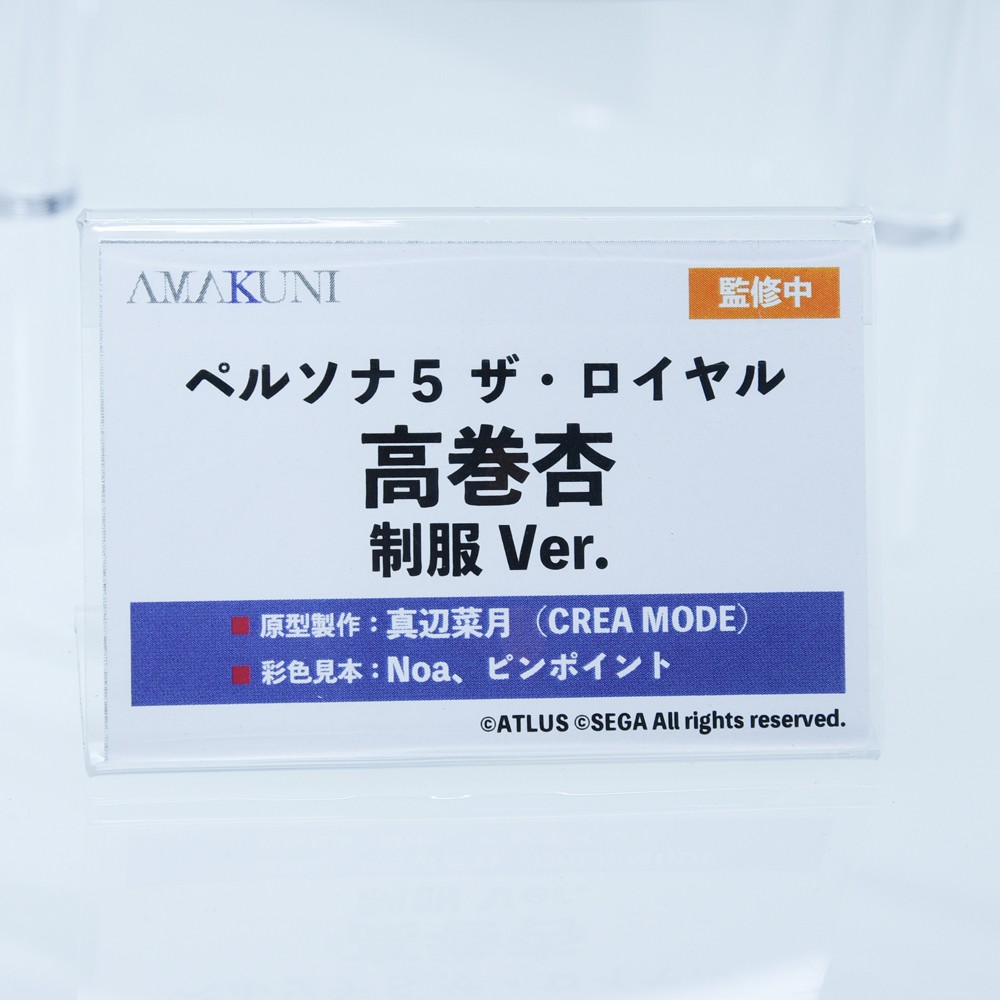 AMAKUNI
監修中
ペルソナ5 ザ・ロイヤル
高巻杏
制服 Ver.
■ 原型製作：真辺菜月（CREA MODE）
■ 彩色見本：Noa、ピンポイント
©ATLUS ©SEGA All rights reserved.